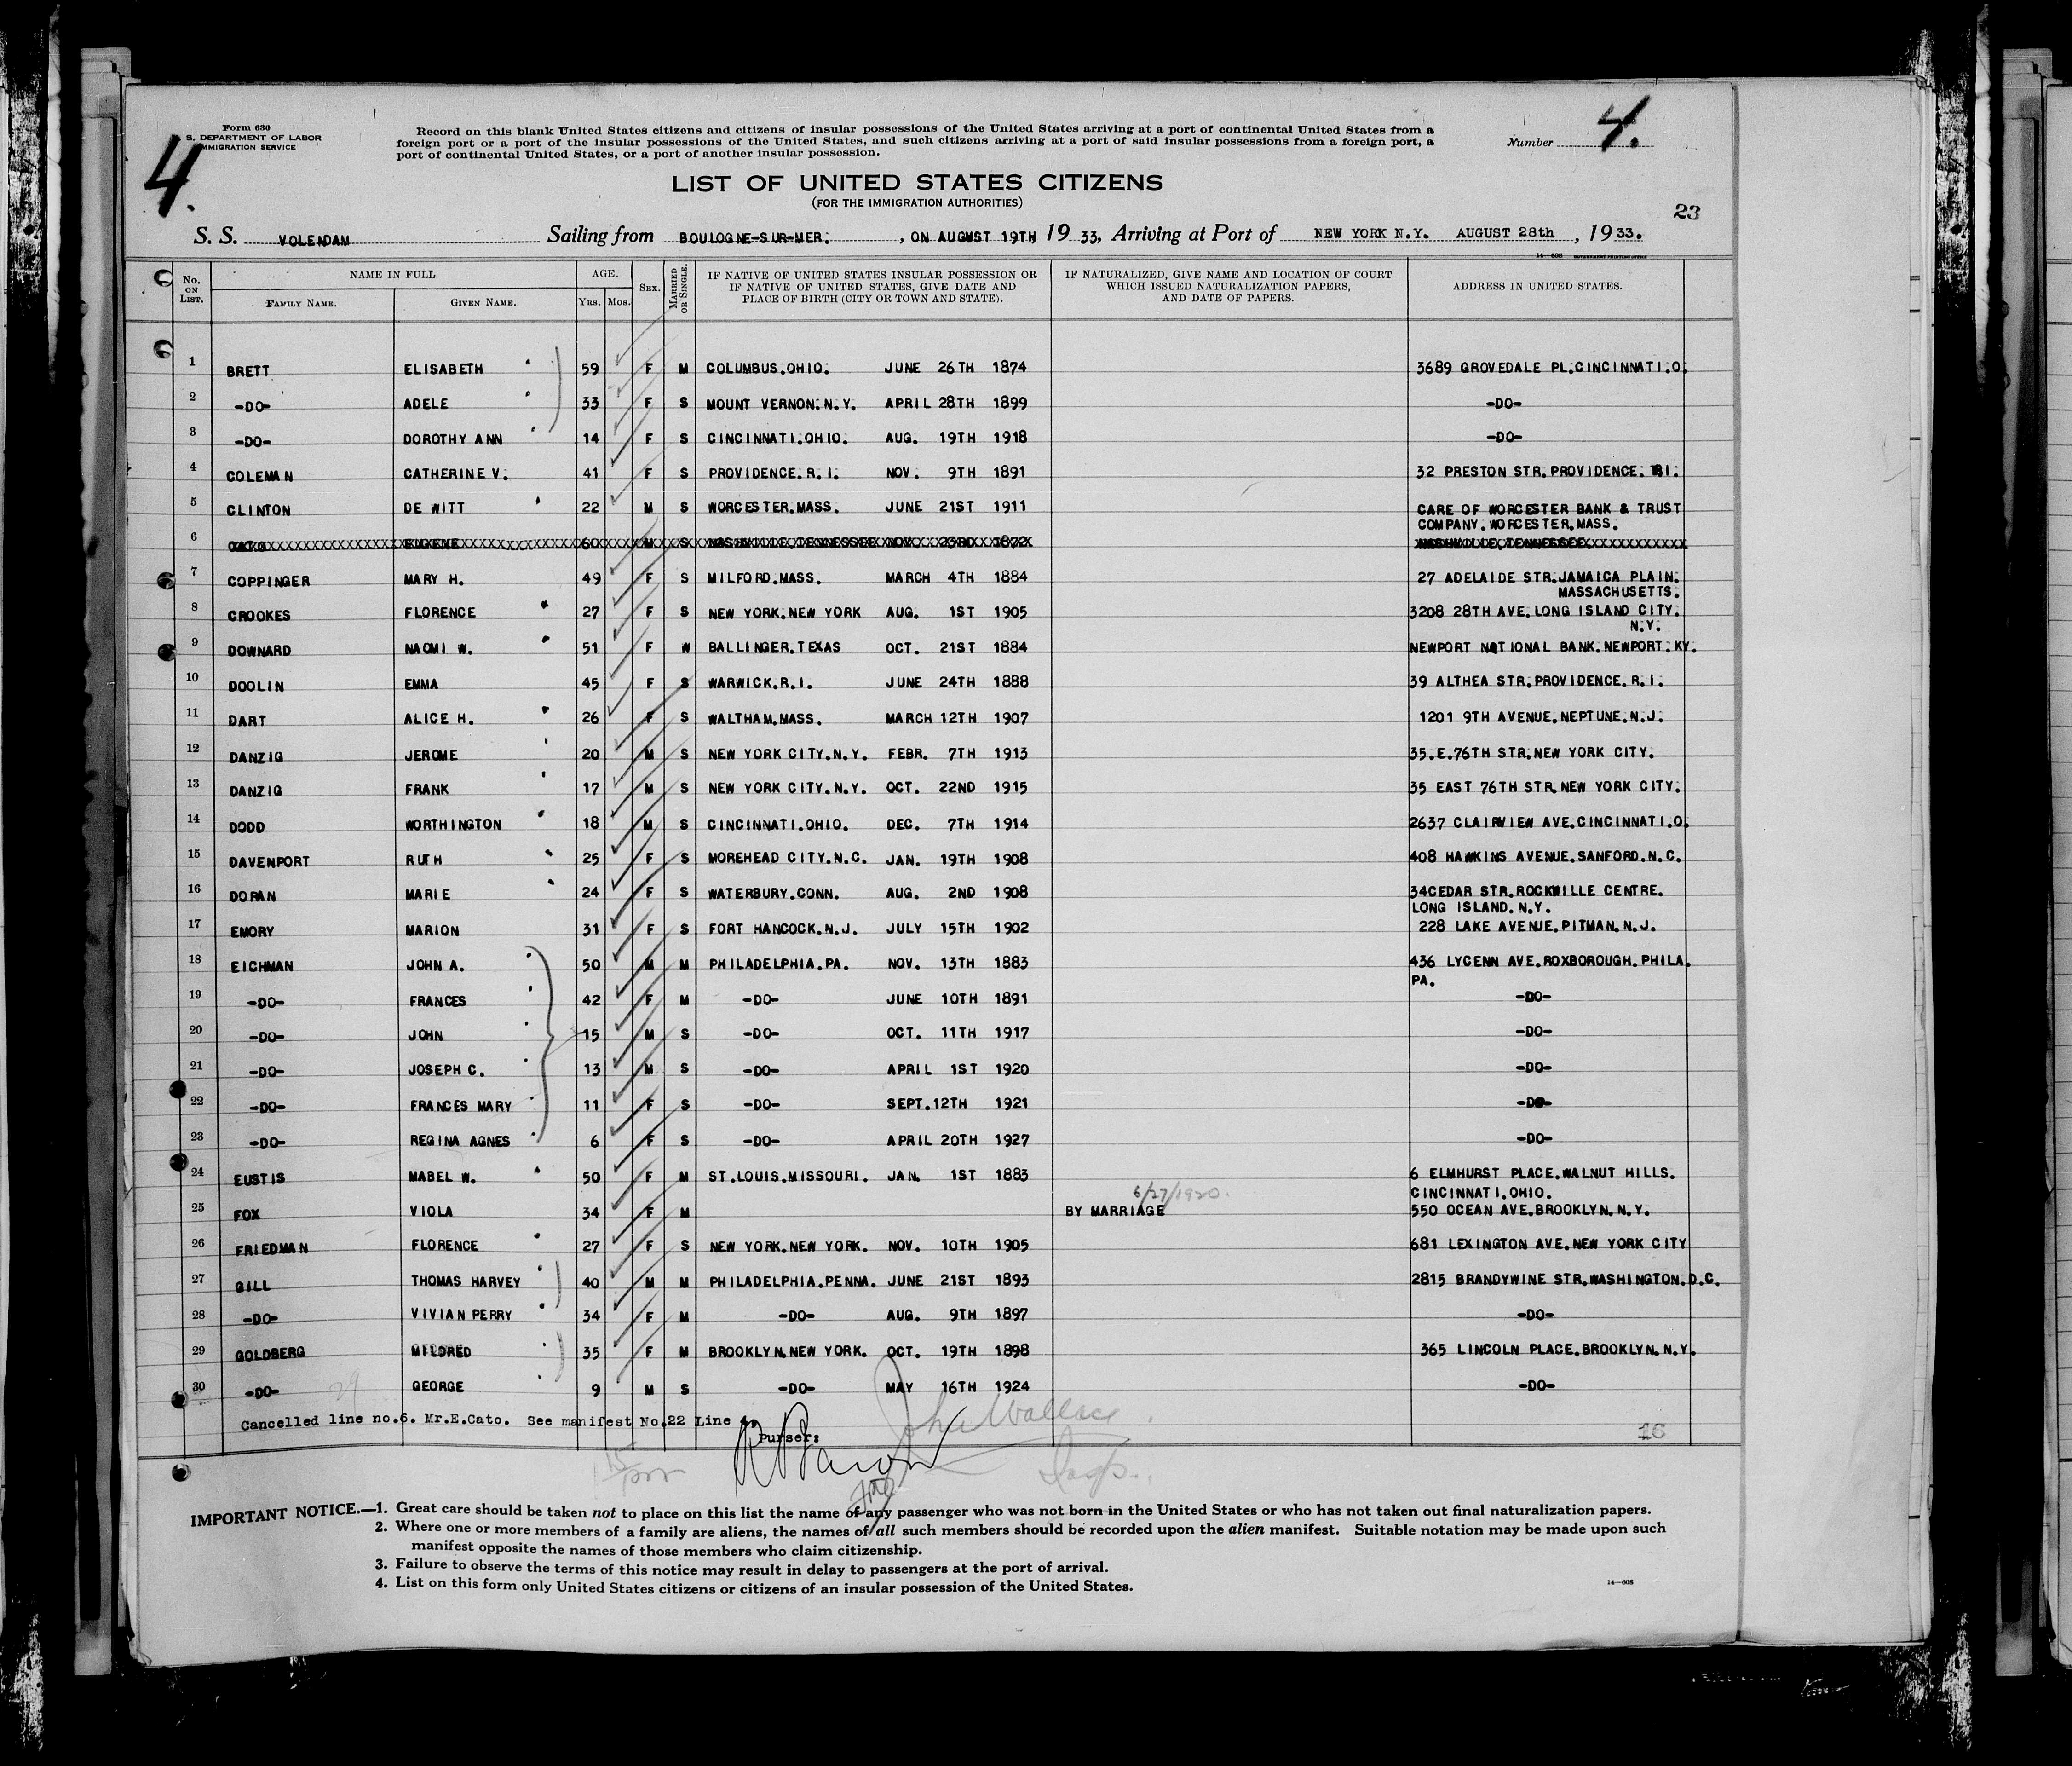 Form 630
S. DEPARTMENT OF LABOR
IMMIGRATION SERVICE
4.
Record on this blank United States citizens and citizens of insular possessions of the United States arriving at a port of continental United States from a
foreign port or a port of the insular possessions of the United States, and such citizens arriving at a port of said insular possessions from a foreign port, a
port of continental United States, or a port of another insular possession.
Number 4.
LIST OF UNITED STATES CITIZENS
(FOR THE IMMIGRATION AUTHORITIES)
23
S. S. VOLENDAM Sailing from BOULOGNE-SUR-MER. , ON AUGUST 19TH 19 33, Arriving at Port of NEW YORK N.Y. AUGUST 28th , 19 33.
14-608 GOVERNMENT PRINTING OFFICE
No. ON LIST. NAME IN FULL FAMILY NAME. GIVEN NAME. AGE. YRS. MOS. SEX. MARRIED OR SINGLE. IF NATIVE OF UNITED STATES INSULAR POSSESSION OR IF NATIVE OF UNITED STATES, GIVE DATE AND PLACE OF BIRTH (CITY OR TOWN AND STATE). IF NATURALIZED, GIVE NAME AND LOCATION OF COURT WHICH ISSUED NATURALIZATION PAPERS, AND DATE OF PAPERS. ADDRESS IN UNITED STATES.
1 BRETT ELISABETH 59 F M COLUMBUS.OHIO. JUNE 26TH 1874 3689 GROVEDALE PL.CINCINNATI.O.
2 -DO- ADELE 33 F S MOUNT VERNON.N.Y. APRIL 28TH 1899 -DO-
3 -DO- DOROTHY ANN 14 F S CINCINNATI.OHIO. AUG. 19TH 1918 -DO-
4 COLEMAN CATHERINE V. 41 F S PROVIDENCE.R.I. NOV. 9TH 1891 32 PRESTON STR.PROVIDENCE. RI.
5 CLINTON DE WITT 22 M S WORCESTER.MASS. JUNE 21ST 1911 CARE OF WORCESTER BANK & TRUST
COMPANY.WORCESTER.MASS.
6 CATO EUGENE 60 M S NASHVILLE.TENNESSEE NOV. 23RD 1872 NASHVILLE.TENNESSEE
7 COPPINGER MARY H. 49 F S MILFORD.MASS. MARCH 4TH 1884 27 ADELAIDE STR.JAMAICA PLAIN.
MASSACHUSETTS.
8 CROOKES FLORENCE 27 F S NEW YORK.NEW YORK AUG. 1ST 1905 3208 28TH AVE.LONG ISLAND CITY.
N.Y.
9 DOWNARD NAOMI W. 51 F W BALLINGER.TEXAS OCT. 21ST 1884 NEWPORT NATIONAL BANK.NEWPORT.KY.
10 DOOLIN EMMA 45 F S WARWICK.R.I. JUNE 24TH 1888 39 ALTHEA STR.PROVIDENCE.R.I.
11 DART ALICE H. 26 F S WALTHAM.MASS. MARCH 12TH 1907 1201 9TH AVENUE.NEPTUNE.N.J.
12 DANZIG JEROME 20 M S NEW YORK CITY.N.Y. FEBR. 7TH 1913 35.E.76TH STR.NEW YORK CITY.
13 DANZIG FRANK 17 M S NEW YORK CITY.N.Y. OCT. 22ND 1915 35 EAST 76TH STR.NEW YORK CITY.
14 DODD WORTHINGTON 18 M S CINCINNATI.OHIO. DEC. 7TH 1914 2637 CLAIRVIEW AVE.CINCINNATI.O.
15 DAVENPORT RUTH 25 F S MOREHEAD CITY.N.C. JAN. 19TH 1908 408 HAWKINS AVENUE.SANFORD.N.C.
16 DORAN MARIE 24 F S WATERBURY.CONN. AUG. 2ND 1908 34CEDAR STR.ROCKVILLE CENTRE.
LONG ISLAND.N.Y.
17 EMORY MARION 31 F S FORT HANCOCK.N.J. JULY 15TH 1902 228 LAKE AVENUE.PITMAN.N.J.
18 EICHMAN JOHN A. 50 M M PHILADELPHIA.PA. NOV. 13TH 1883 436 LYCENN AVE.ROXBOROUGH.PHILA.
PA.
19 -DO- FRANCES 42 F M -DO- JUNE 10TH 1891 -DO-
20 -DO- JOHN 15 M S -DO- OCT. 11TH 1917 -DO-
21 -DO- JOSEPH C. 13 M S -DO- APRIL 1ST 1920 -DO-
22 -DO- FRANCES MARY 11 F S -DO- SEPT.12TH 1921 -DO-
23 -DO- REGINA AGNES 6 F S -DO- APRIL 20TH 1927 -DO-
24 EUSTIS MABEL W. 50 F M ST.LOUIS.MISSOURI. JAN. 1ST 1883 6 ELMHURST PLACE.WALNUT HILLS.
CINCINNATI.OHIO.
6/27/1920.
25 FOX VIOLA 34 F M BY MARRIAGE 550 OCEAN AVE.BROOKLYN.N.Y.
26 FRIEDMAN FLORENCE 27 F S NEW YORK.NEW YORK. NOV. 10TH 1905 681 LEXINGTON AVE.NEW YORK CITY
27 GILL THOMAS HARVEY 40 M M PHILADELPHIA.PENNA. JUNE 21ST 1893 2815 BRANDYWINE STR.WASHINGTON.D.C.
28 -DO- VIVIAN PERRY 34 F M -DO- AUG. 9TH 1897 -DO-
29 GOLDBERG MILDRED 35 F M BROOKLYN.NEW YORK. OCT. 19TH 1898 365 LINCOLN PLACE.BROOKLYN.N.Y.
30 -DO- GEORGE 9 M S -DO- MAY 16TH 1924 -DO-
29
Cancelled line no.6. Mr.E.Cato. See manifest No.22 Line
Purser:
John Wallace
Insp.
16
IMPORTANT NOTICE.—1. Great care should be taken not to place on this list the name of any passenger who was not born in the United States or who has not taken out final naturalization papers.
2. Where one or more members of a family are aliens, the names of all such members should be recorded upon the alien manifest. Suitable notation may be made upon such
manifest opposite the names of those members who claim citizenship.
3. Failure to observe the terms of this notice may result in delay to passengers at the port of arrival.
4. List on this form only United States citizens or citizens of an insular possession of the United States.
14—608